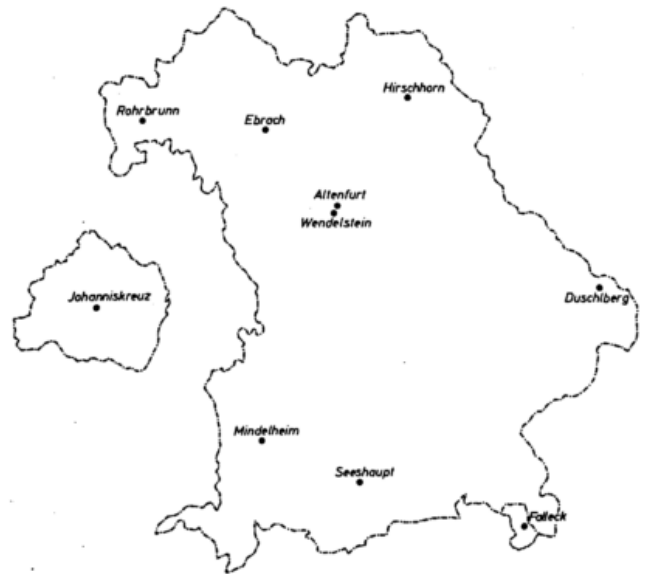 Hirschhorn
Rohrbrunn
Ebrach
Altenfurt
Wendelstein
Johanniskreuz
Duschlberg
Mindelheim
Seeshaupt
Falleck